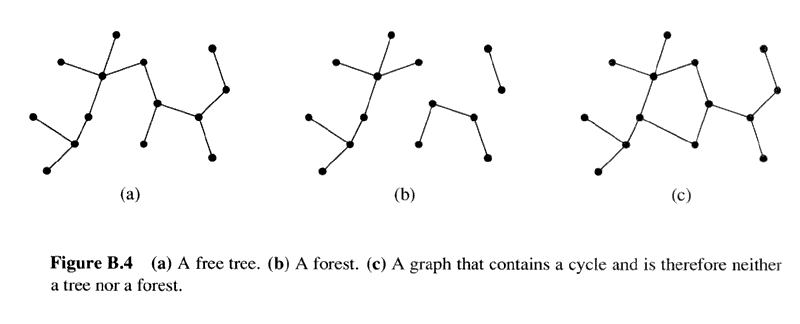 (a) (b) (c)
Figure B.4 (a) A free tree. (b) A forest. (c) A graph that contains a cycle and is therefore neither
a tree nor a forest.